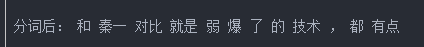 分词后： 和 秦一 对比 就是 弱 爆 了 的 技术 ， 都 有点